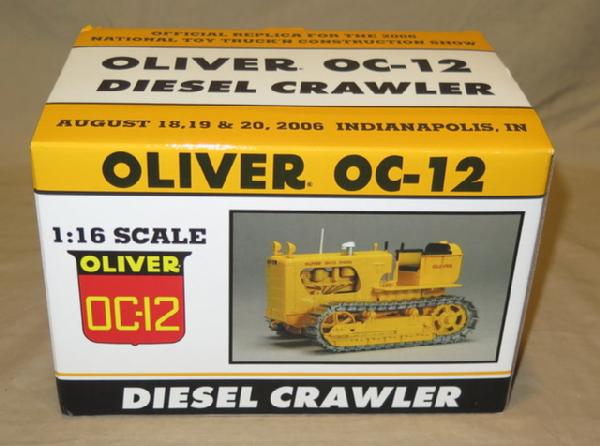 OFFICIAL REPLICA FOR THE 2006
NATIONAL TOY TRUCK'N CONSTRUCTION SHOW
OLIVER OC-12
DIESEL CRAWLER
AUGUST 18,19 & 20, 2006 INDIANAPOLIS, IN
OLIVER® OC-12
1:16 SCALE
OLIVER
OC-12
OLIVER
DIESEL CRAWLER